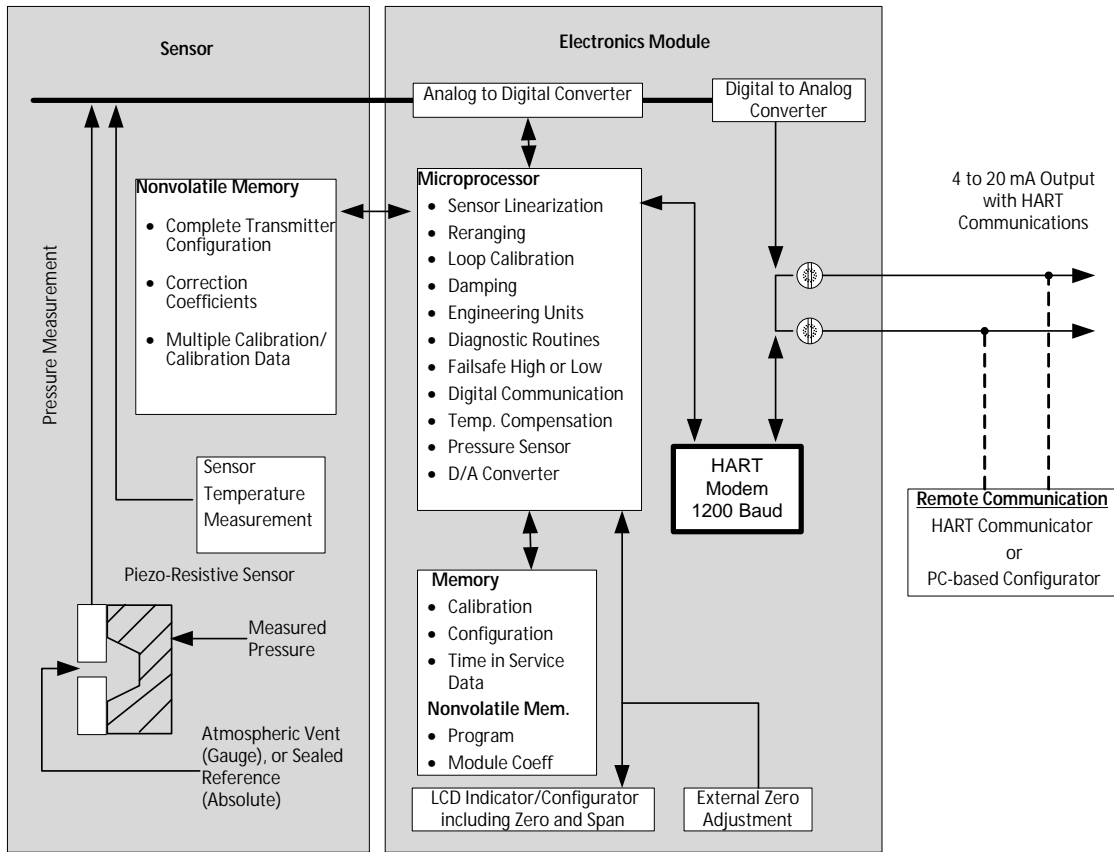 Sensor
Pressure Measurement
Nonvolatile Memory
• Complete Transmitter
Configuration
• Correction
Coefficients
• Multiple Calibration/
Calibration Data
Sensor
Temperature
Measurement
Piezo-Resistive Sensor
Measured
Pressure
Atmospheric Vent
(Gauge), or Sealed
Reference
(Absolute)
Electronics Module
Analog to Digital Converter
Digital to Analog
Converter
Microprocessor
• Sensor Linearization
• Reranging
• Loop Calibration
• Damping
• Engineering Units
• Diagnostic Routines
• Failsafe High or Low
• Digital Communication
• Temp. Compensation
• Pressure Sensor
• D/A Converter
HART
Modem
1200 Baud
Memory
• Calibration
• Configuration
• Time in Service
Data
Nonvolatile Mem.
• Program
• Module Coeff
LCD Indicator/Configurator
including Zero and Span
External Zero
Adjustment
4 to 20 mA Output
with HART
Communications
Remote Communication
HART Communicator
or
PC-based Configurator